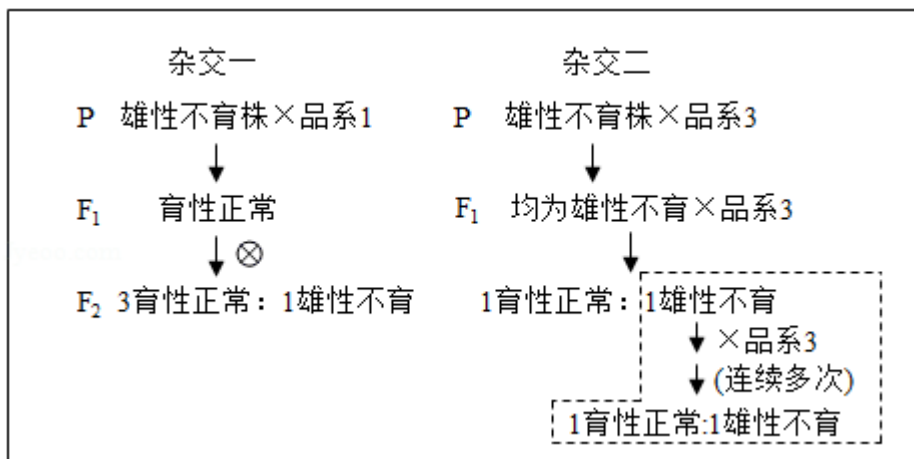 杂交一 杂交二
P 雄性不育株×品系1 P 雄性不育株×品系3
F₁ 育性正常 F₁ 均为雄性不育×品系3
⊗
F₂ 3育性正常：1雄性不育 1育性正常：1雄性不育
×品系3
(连续多次)
1育性正常:1雄性不育